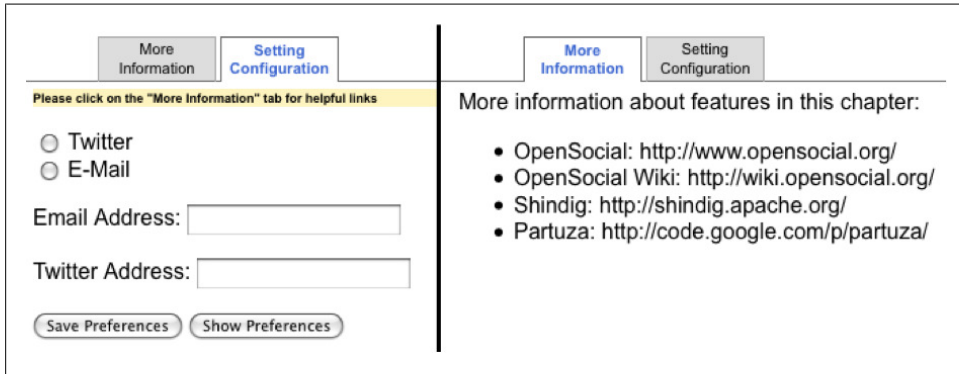 More
Information
Setting
Configuration
Please click on the "More Information" tab for helpful links
Twitter
E-Mail
Email Address:
Twitter Address:
Save Preferences
Show Preferences
More
Information
Setting
Configuration
More information about features in this chapter:
• OpenSocial: http://www.opensocial.org/
• OpenSocial Wiki: http://wiki.opensocial.org/
• Shindig: http://shindig.apache.org/
• Partuza: http://code.google.com/p/partuza/